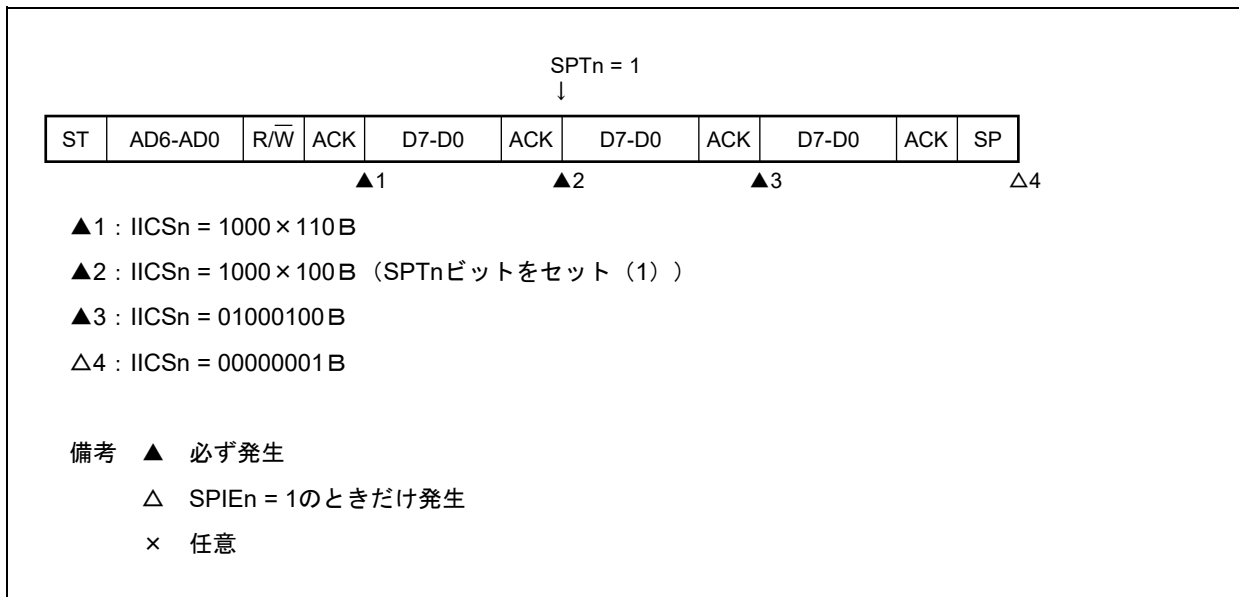 SPTn = 1
↓
ST AD6-AD0 R/W̅ ACK D7-D0 ACK D7-D0 ACK D7-D0 ACK SP
▲1 ▲2 ▲3 △4
▲1：IICSn = 1000×110B
▲2：IICSn = 1000×100B（SPTnビットをセット（1））
▲3：IICSn = 01000100B
△4：IICSn = 00000001B
備考 ▲ 必ず発生
△ SPIEn = 1のときだけ発生
× 任意